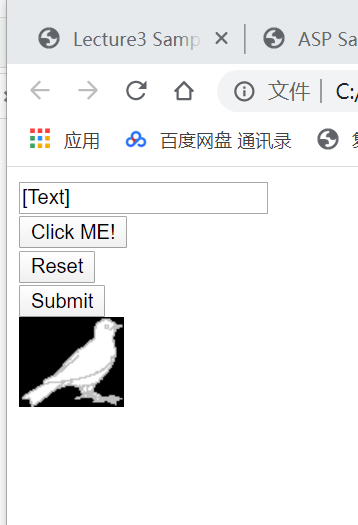 Lecture3 Samp
ASP Sa
文件 | C:/
应用 百度网盘 通讯录
[Text]
Click ME!
Reset
Submit